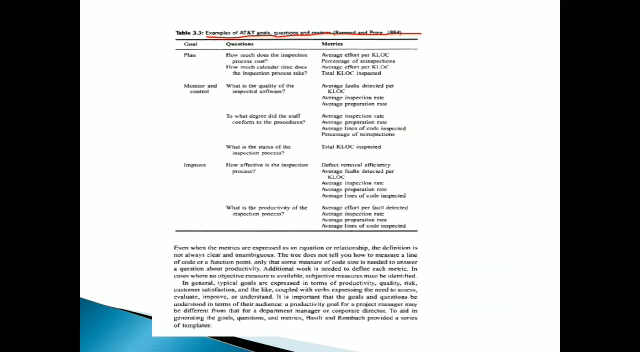 Table 3.3: Examples of AT&T goals, questions and metrics (Barnard and Price, 1994)
Goal Questions Metrics
Plan How much does the inspection Average effort per KLOC
process cost? Percentage of reinspections
How much calendar time does Average effort per KLOC
the inspection process take? Total KLOC inspected
Monitor and What is the quality of the Average faults detected per
control inspected software? KLOC
Average inspection rate
Average preparation rate
To what degree did the staff Average inspection rate
conform to the procedures? Average preparation rate
Average lines of code inspected
Percentage of reinspections
What is the status of the Total KLOC inspected
inspection process?
Improve How effective is the inspection Defect removal efficiency
process? Average faults detected per
KLOC
Average inspection rate
Average preparation rate
Average lines of code inspected
What is the productivity of the Average effort per fault detected
inspection process? Average inspection rate
Average preparation rate
Average lines of code inspected
Even when the metrics are expressed as an equation or relationship, the definition is
not always clear and unambiguous. The tree does not tell you how to measure a line
of code or a function point, only that some measure of code size is needed to answer
a question about productivity. Additional work is needed to define each metric. In
cases where no objective measure is available, subjective measures must be identified.
In general, typical goals are expressed in terms of productivity, quality, risk,
customer satisfaction, and the like, coupled with verbs expressing the need to assess,
evaluate, improve, or understand. It is important that the goals and questions be
understood in terms of their audience: a productivity goal for a project manager may
be different from that for a department manager or corporate director. To aid in
generating the goals, questions, and metrics, Basili and Rombach provided a series
of templates: